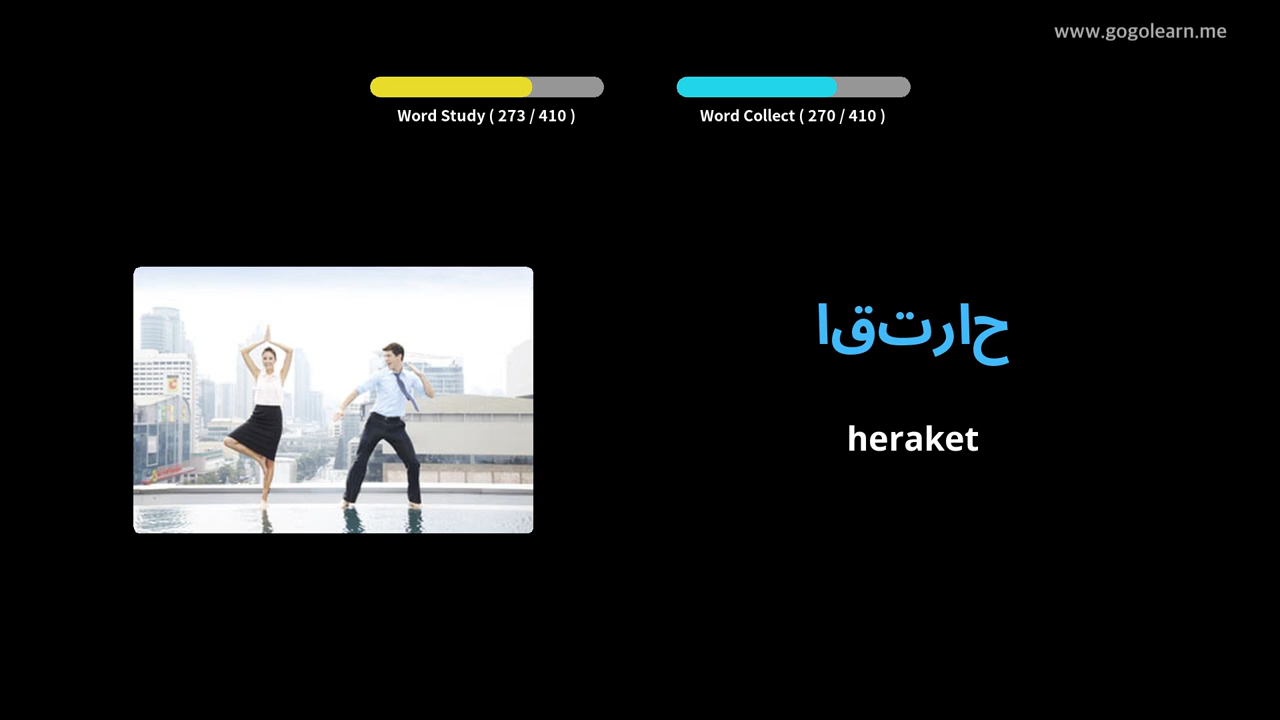 www.gogolearn.me
Word Study ( 273 / 410 )
Word Collect ( 270 / 410 )
حارتقا
heraket